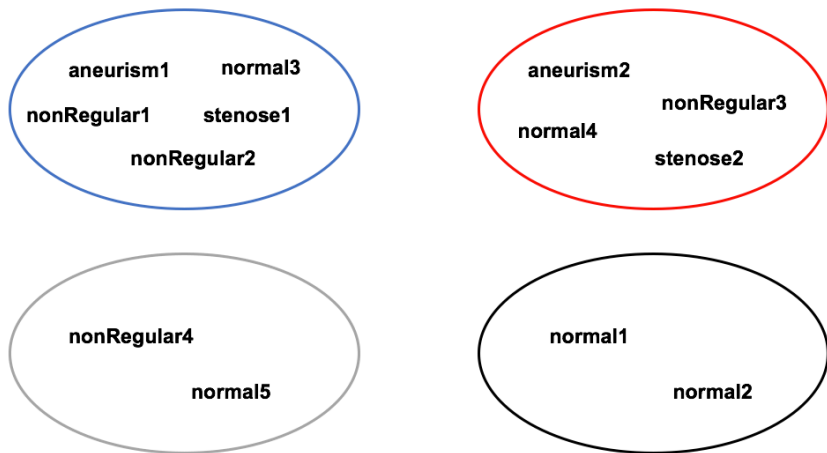 aneurism1
normal3
nonRegular1
stenose1
nonRegular2
aneurism2
nonRegular3
normal4
stenose2
nonRegular4
normal5
normal1
normal2